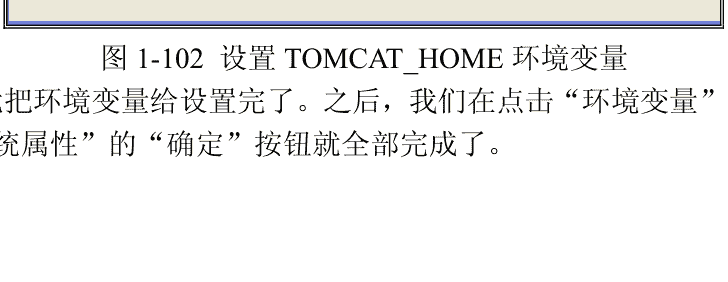 图 1-102 设置 TOMCAT_HOME 环境变量
把环境变量给设置完了。之后，我们在点击“环境变量”
统属性”的“确定”按钮就全部完成了。